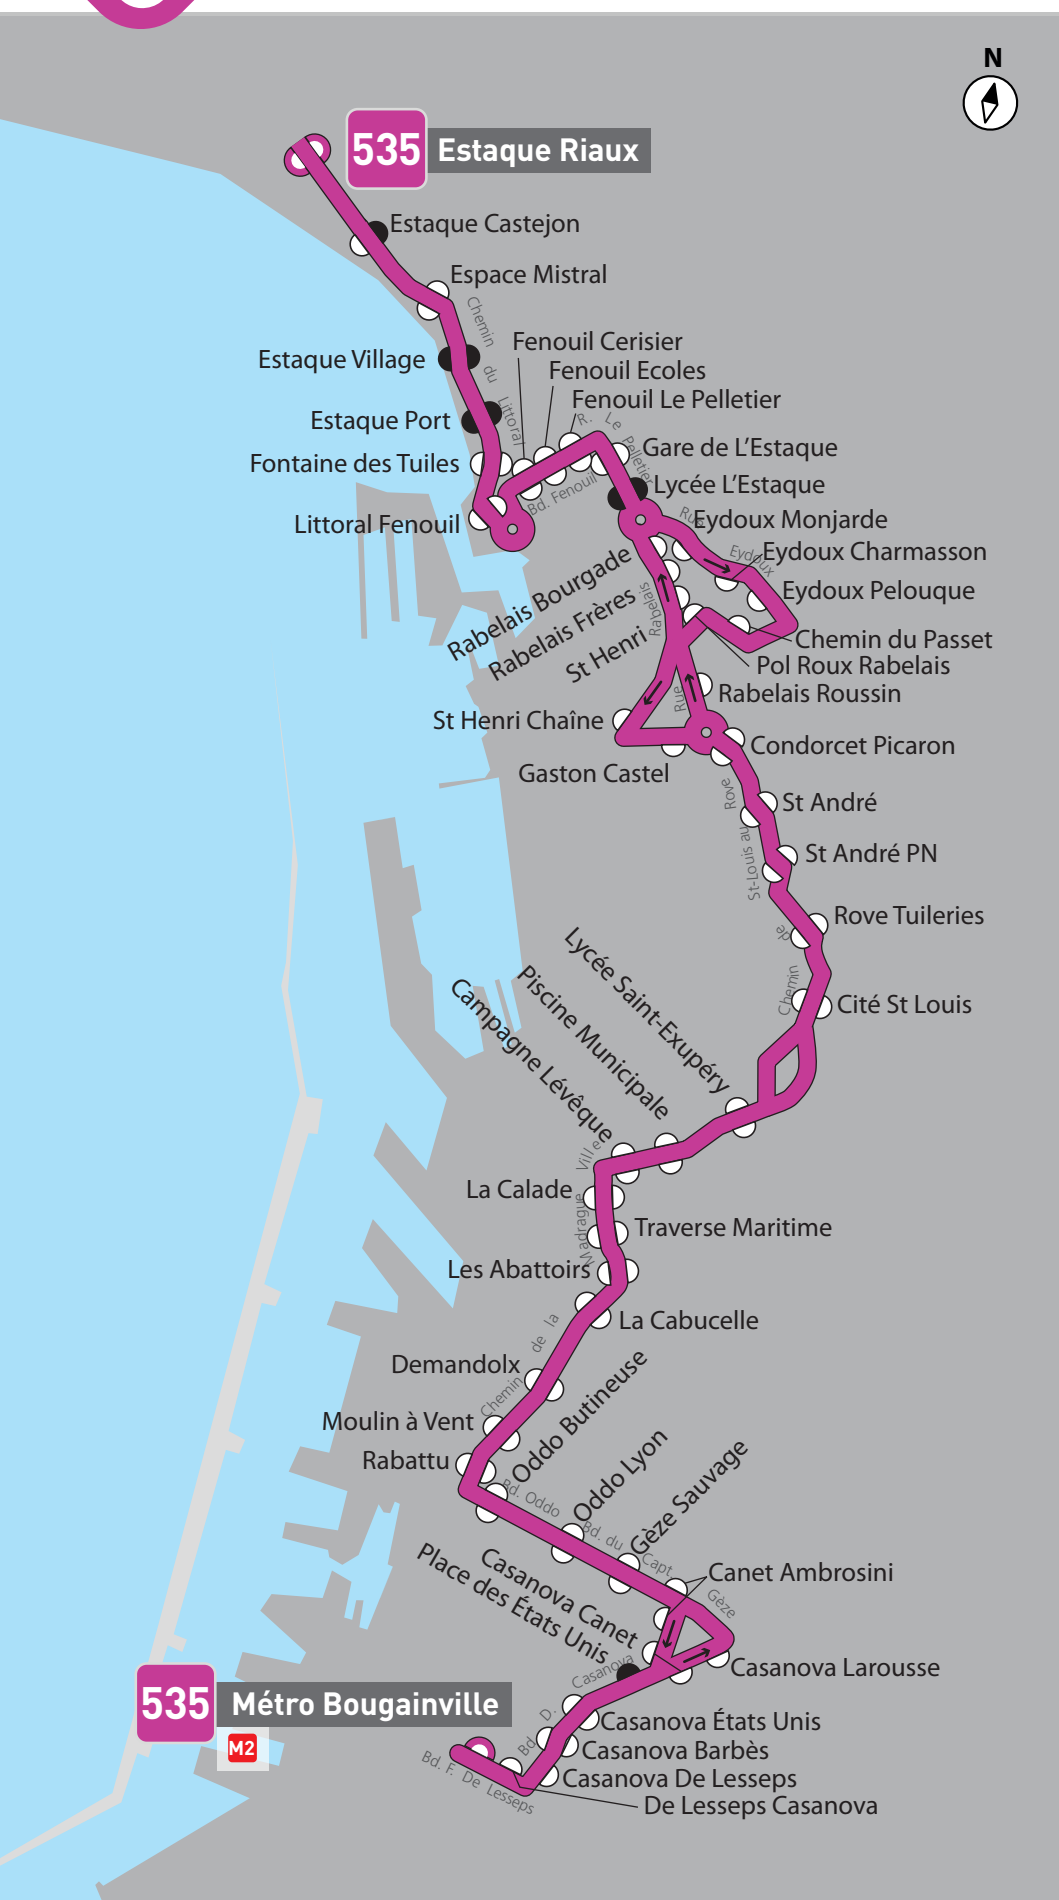 N
535 Estaque Riaux
Estaque Castejon
Espace Mistral
Chemin du Littoral
Fenouil Cerisier
Estaque Village
Fenouil Ecoles
Fenouil Le Pelletier
Estaque Port
R. Le Pelletier
Gare de L'Estaque
Fontaine des Tuiles
Lycée L'Estaque
Bd. Fenouil
Littoral Fenouil
Rue Eydoux
Eydoux Monjarde
Eydoux Charmasson
Rabelais Bourgade
Eydoux Pelouque
Rabelais Frères
Rue Rabelais
St Henri
Chemin du Passet
Pol Roux Rabelais
Rabelais Roussin
St Henri Chaîne
Condorcet Picaron
Gaston Castel
St André
Chemin de St-Louis au Rove
St André PN
Rove Tuileries
Lycée Saint-Exupéry
Piscine Municipale
Campagne Lévêque
Cité St Louis
La Calade
Chemin de la Madrague Ville
Traverse Maritime
Les Abattoirs
La Cabucelle
Demandolx
Moulin à Vent
Oddo Butineuse
Rabattu
Oddo Lyon
Gèze Sauvage
Bd. Oddo
Bd. du Capt Gèze
Casanova Canet
Place des États Unis
Canet Ambrosini
Casanova Larousse
Bd. D. Casanova
535 Métro Bougainville
M2
Casanova États Unis
Casanova Barbès
Casanova De Lesseps
Bd. F. De Lesseps
De Lesseps Casanova